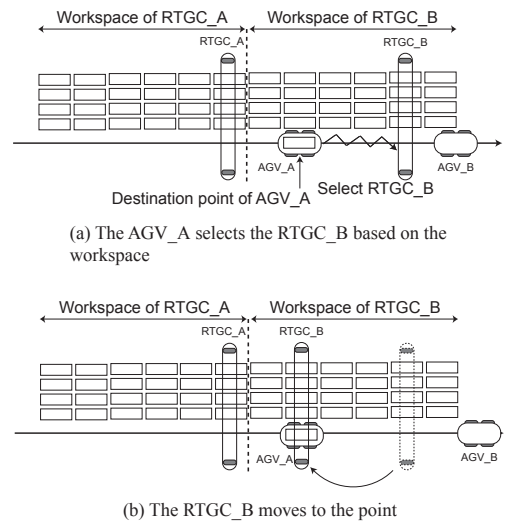 Workspace of RTGC_A
Workspace of RTGC_B
RTGC_A
RTGC_B
AGV_A
AGV_B
Destination point of AGV_A
Select RTGC_B
(a) The AGV_A selects the RTGC_B based on the
workspace
Workspace of RTGC_A
Workspace of RTGC_B
RTGC_A
RTGC_B
AGV_A
AGV_B
(b) The RTGC_B moves to the point